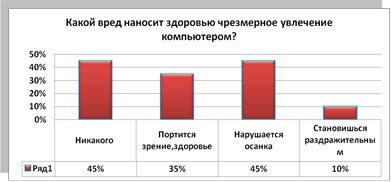 Какой вред наносит здоровью чрезмерное увлечение
компьютером?
50%
40%
30%
20%
10%
0%
Никакого
Портится
зрение,здоровье
Нарушается
осанка
Становишься
раздражительны
м
Ряд1 45% 35% 45% 10%